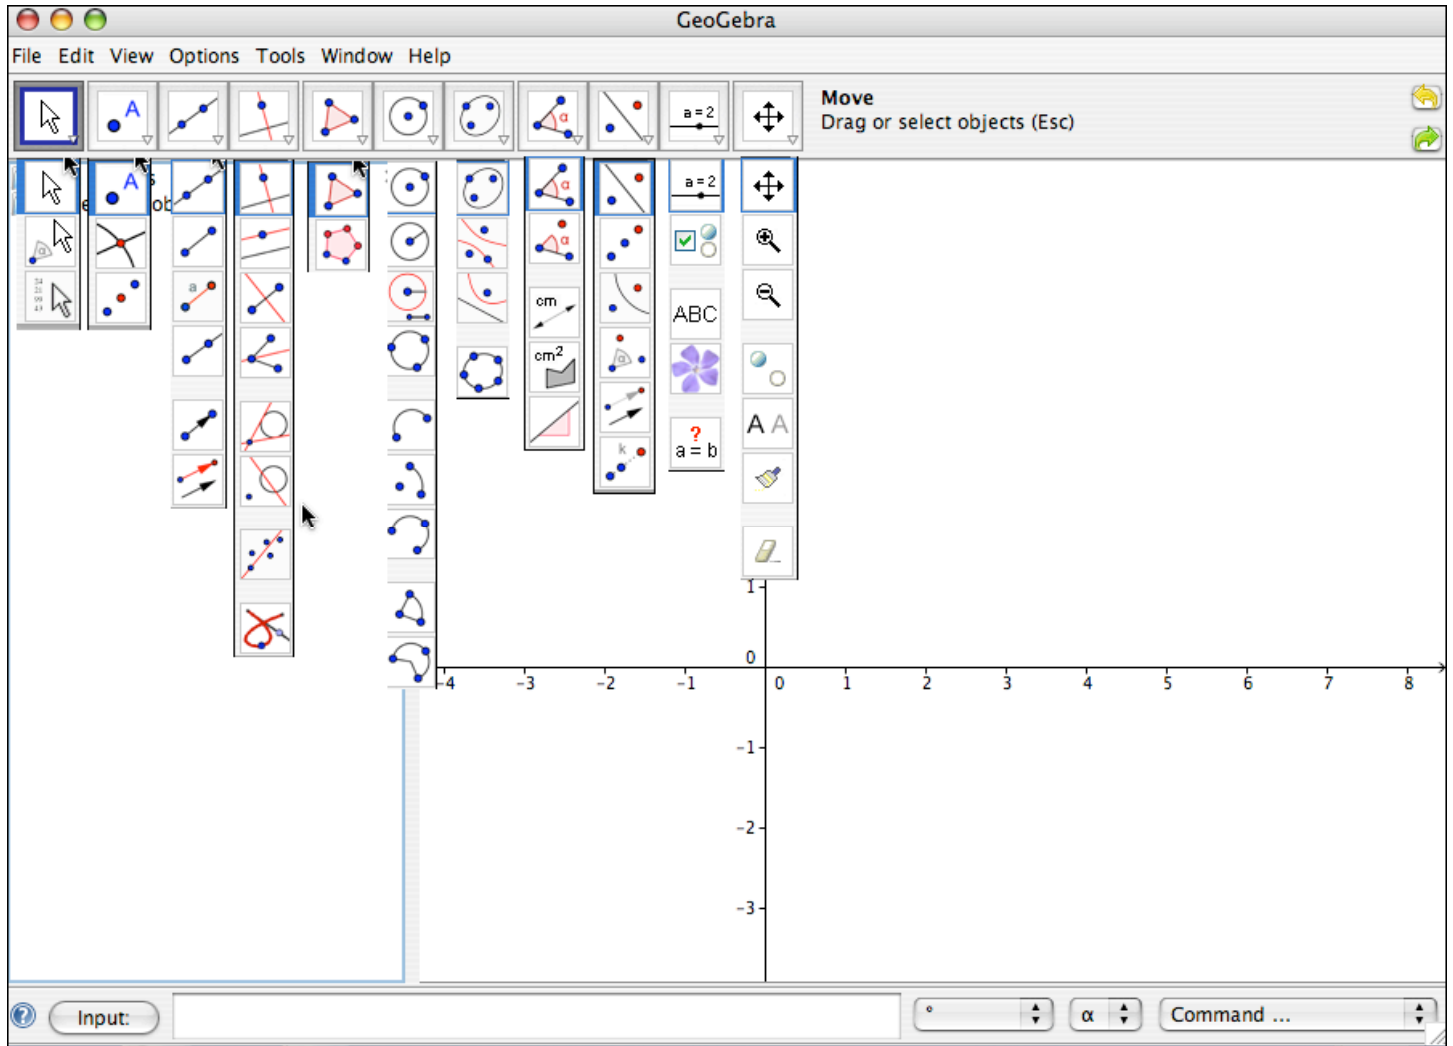 GeoGebra
File Edit View Options Tools Window Help
A
α
a = 2
Move
Drag or select objects (Esc)
A
a
α
α
cm
cm²
k
a = 2
ABC
?
a = b
A A
1
0
-4 -3 -2 -1 0 1 2 3 4 5 6 7 8
-1
-2
-3
Input:
°
α
Command ...